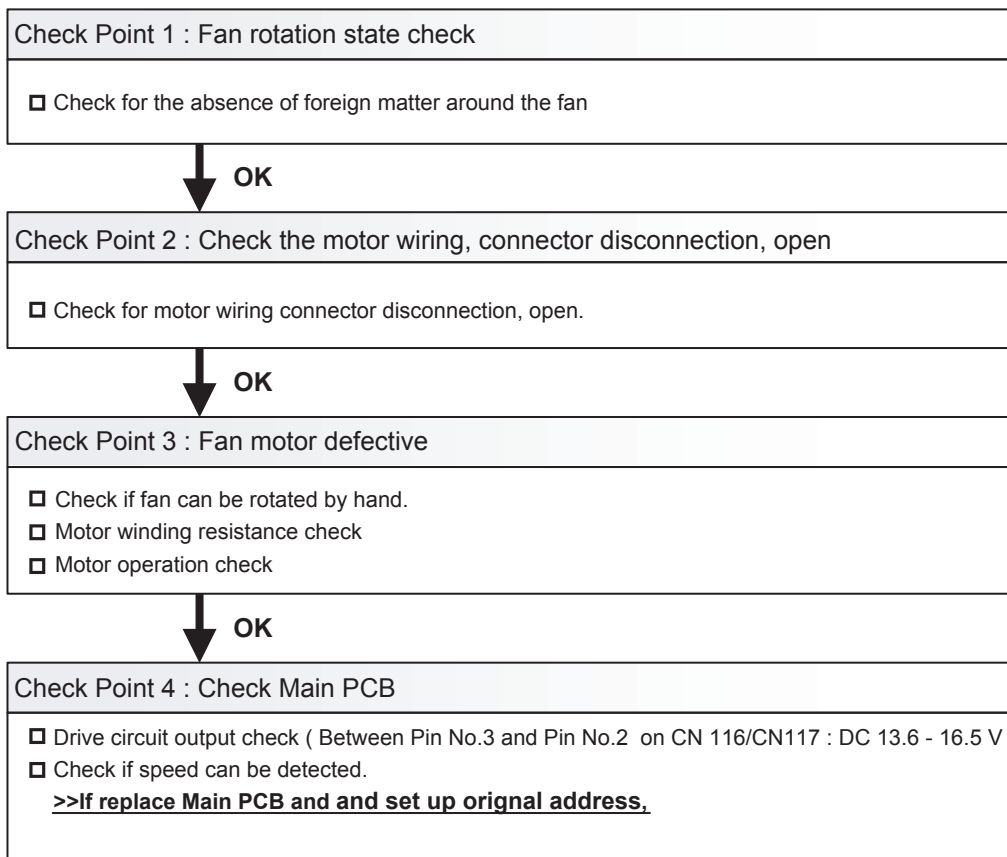 Check Point 1 : Fan rotation state check
Check for the absence of foreign matter around the fan
OK
Check Point 2 : Check the motor wiring, connector disconnection, open
Check for motor wiring connector disconnection, open.
OK
Check Point 3 : Fan motor defective
Check if fan can be rotated by hand.
Motor winding resistance check
Motor operation check
OK
Check Point 4 : Check Main PCB
Drive circuit output check ( Between Pin No.3 and Pin No.2 on CN 116/CN117 : DC 13.6 - 16.5 V
Check if speed can be detected.
>>If replace Main PCB and and set up orignal address,